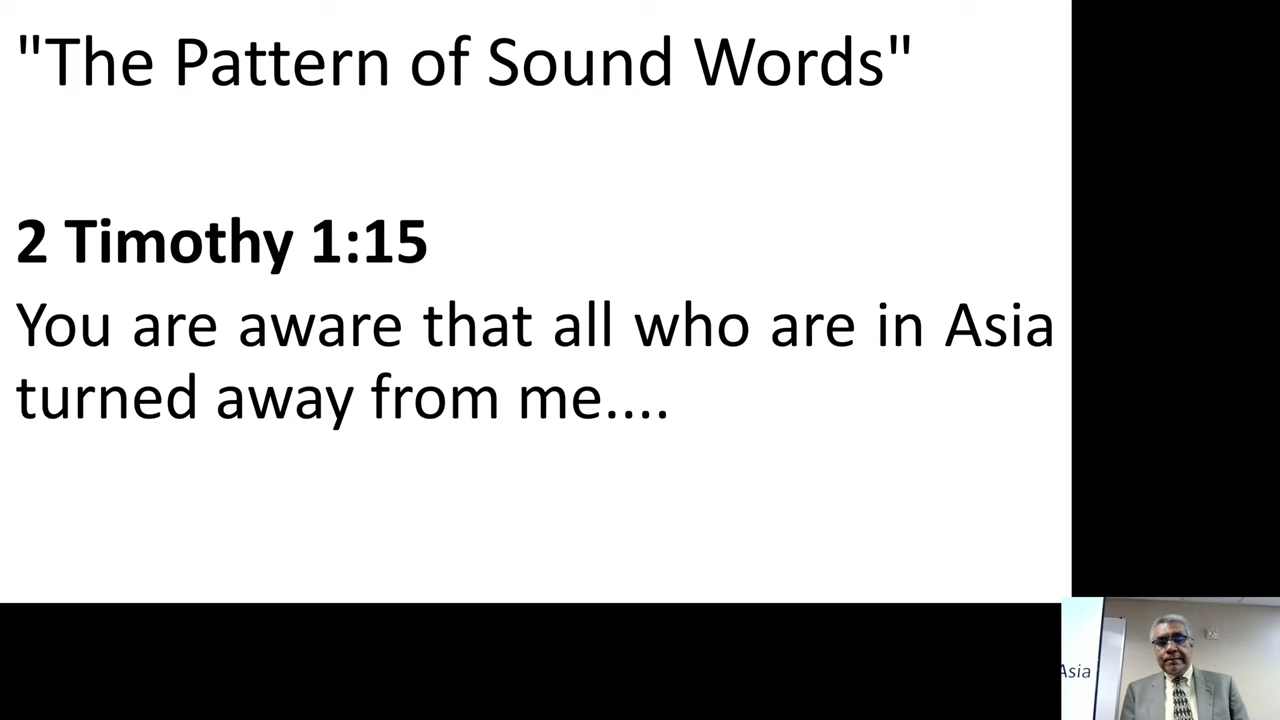 "The Pattern of Sound Words"
2 Timothy 1:15
You are aware that all who are in Asia
turned away from me....
Asia